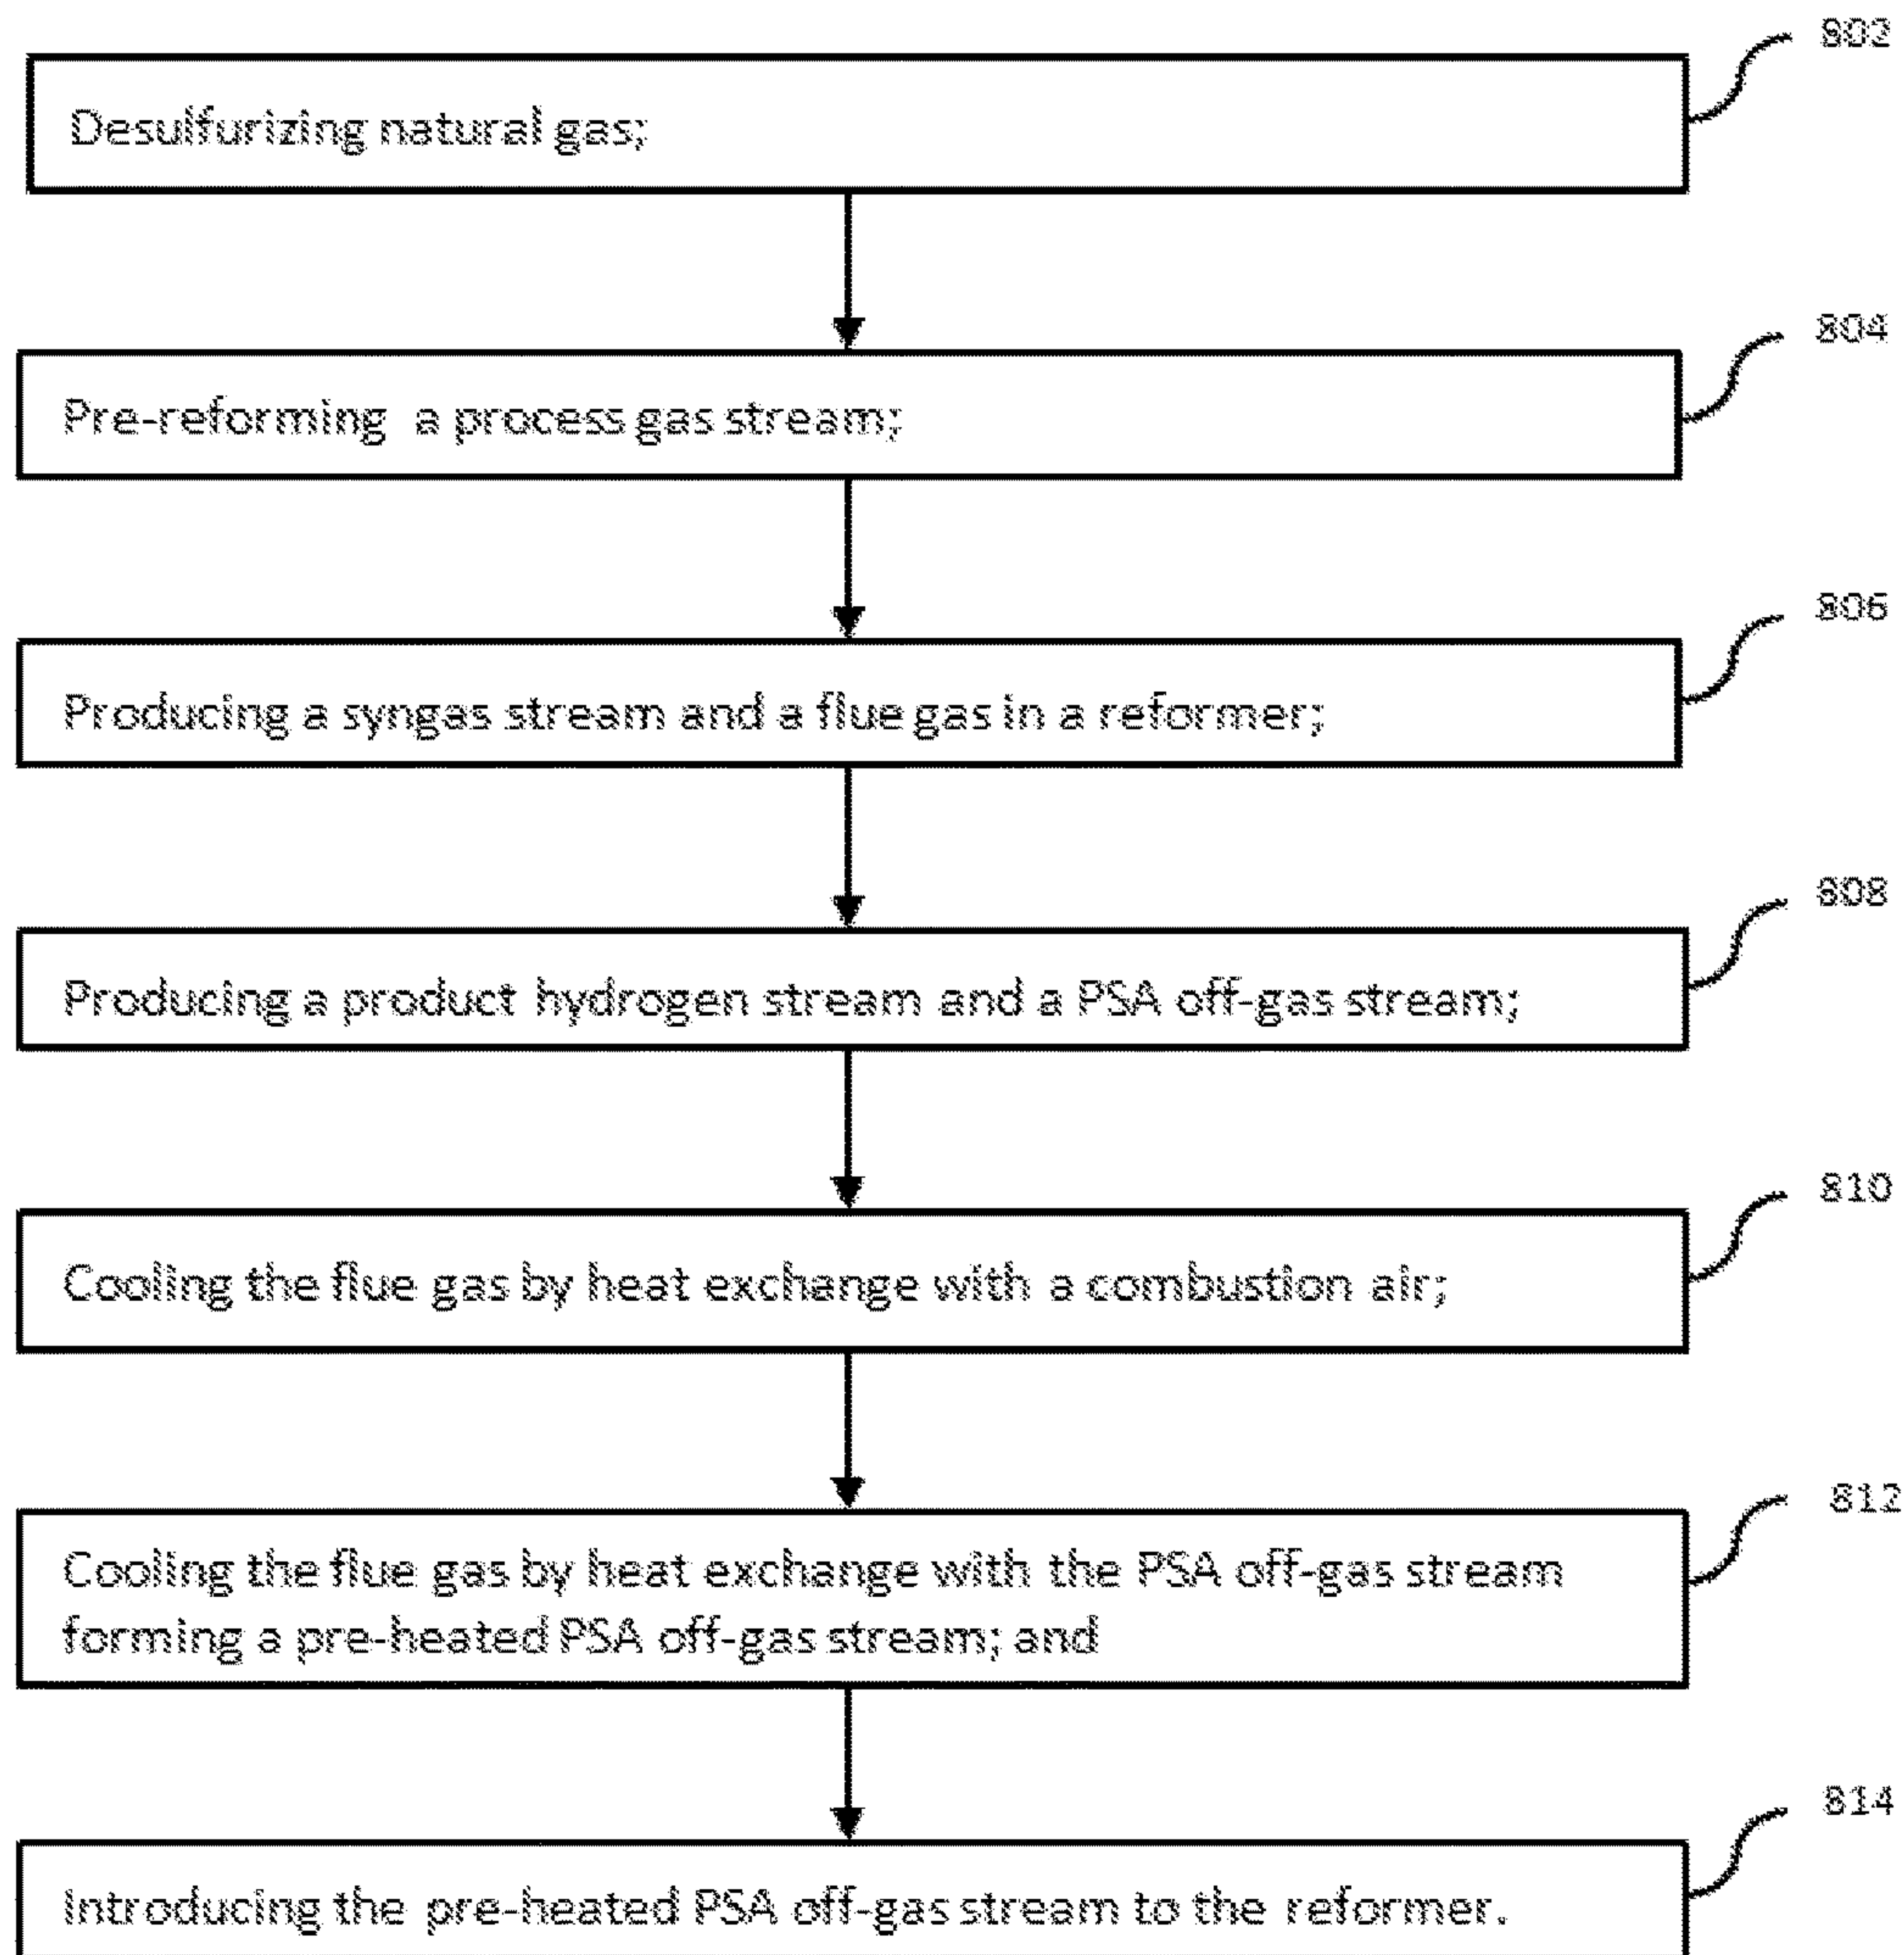 802
Desulfurizing natural gas;
804
Pre-reforming a process gas stream;
806
Producing a syngas stream and a flue gas in a reformer;
808
Producing a product hydrogen stream and a PSA off-gas stream;
810
Cooling the flue gas by heat exchange with a combustion air;
812
Cooling the flue gas by heat exchange with the PSA off-gas stream
forming a pre-heated PSA off-gas stream; and
814
Introducing the pre-heated PSA off-gas stream to the reformer.